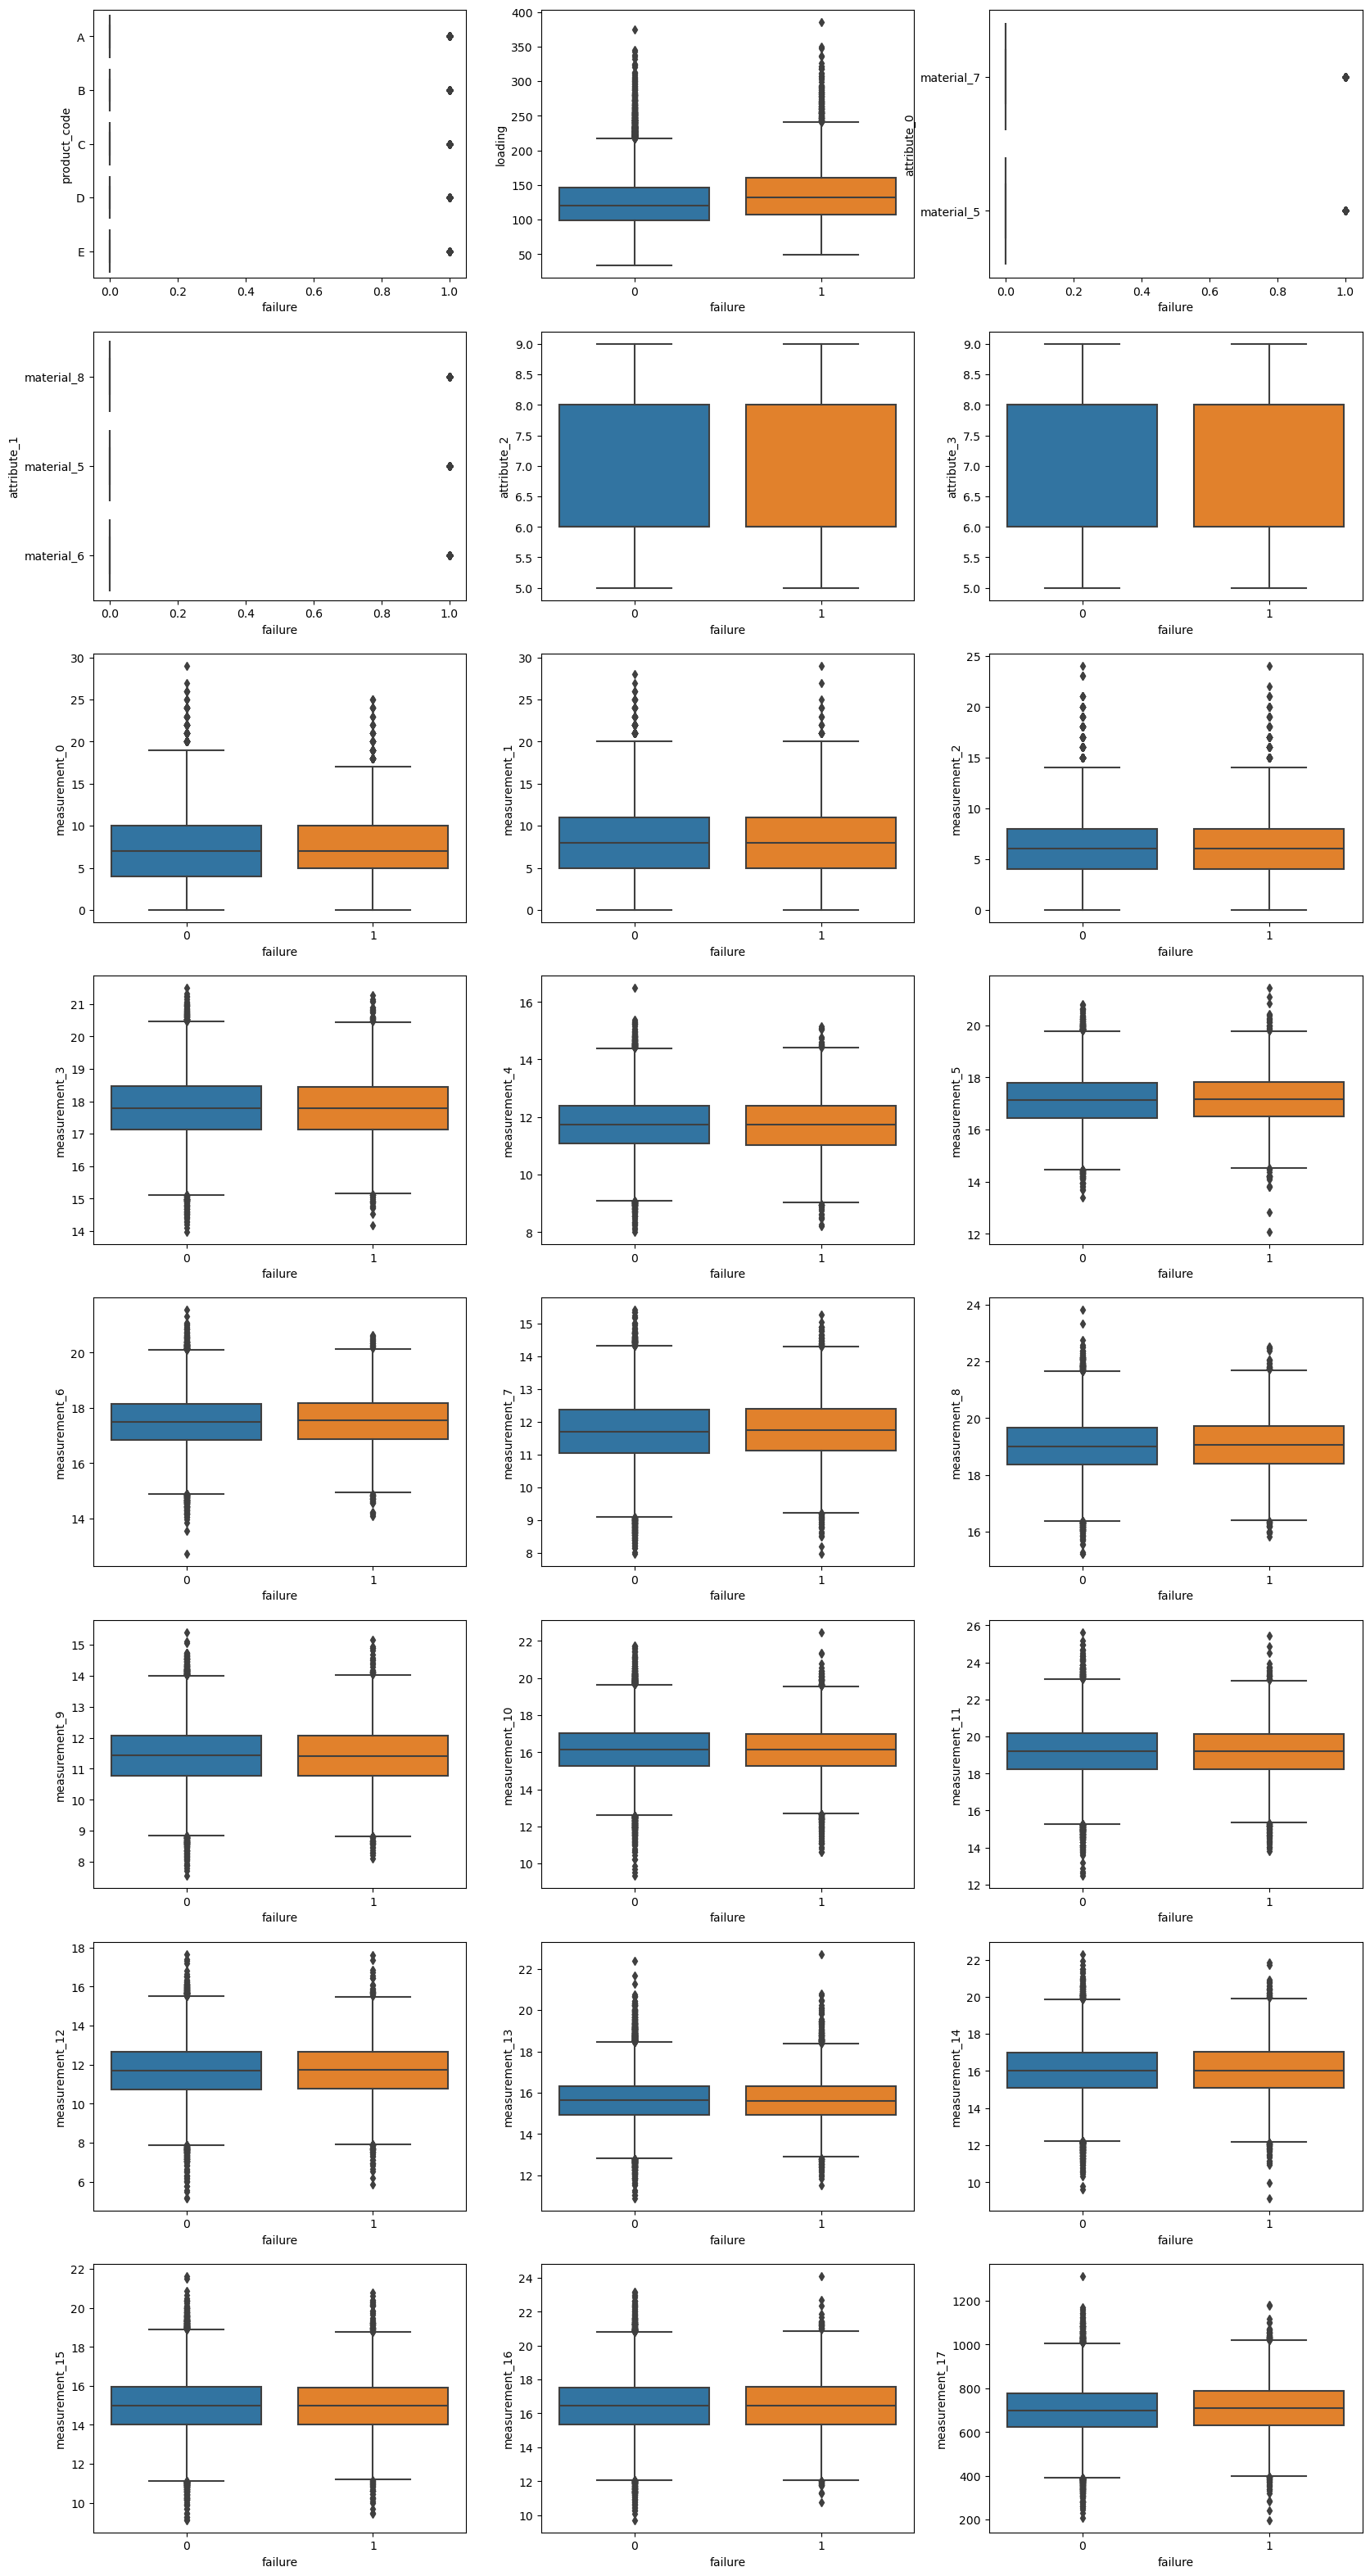 product_code
A
B
C
D
E
0.0 0.2 0.4 0.6 0.8 1.0
failure
loading
400
350
300
250
200
150
100
50
0 1
failure
attribute_0
material_7
material_5
0.0 0.2 0.4 0.6 0.8 1.0
failure
attribute_1
material_8
material_5
material_6
0.0 0.2 0.4 0.6 0.8 1.0
failure
attribute_2
9.0
8.5
8.0
7.5
7.0
6.5
6.0
5.5
5.0
0 1
failure
attribute_3
9.0
8.5
8.0
7.5
7.0
6.5
6.0
5.5
5.0
0 1
failure
measurement_0
30
25
20
15
10
5
0
0 1
failure
measurement_1
30
25
20
15
10
5
0
0 1
failure
measurement_2
25
20
15
10
5
0
0 1
failure
measurement_3
21
20
19
18
17
16
15
14
0 1
failure
measurement_4
16
14
12
10
8
0 1
failure
measurement_5
20
18
16
14
12
0 1
failure
measurement_6
20
18
16
14
0 1
failure
measurement_7
15
14
13
12
11
10
9
8
0 1
failure
measurement_8
24
22
20
18
16
0 1
failure
measurement_9
15
14
13
12
11
10
9
8
0 1
failure
measurement_10
22
20
18
16
14
12
10
0 1
failure
measurement_11
26
24
22
20
18
16
14
12
0 1
failure
measurement_12
18
16
14
12
10
8
6
0 1
failure
measurement_13
22
20
18
16
14
12
0 1
failure
measurement_14
22
20
18
16
14
12
10
0 1
failure
measurement_15
22
20
18
16
14
12
10
0 1
failure
measurement_16
24
22
20
18
16
14
12
10
0 1
failure
measurement_17
1200
1000
800
600
400
200
0 1
failure